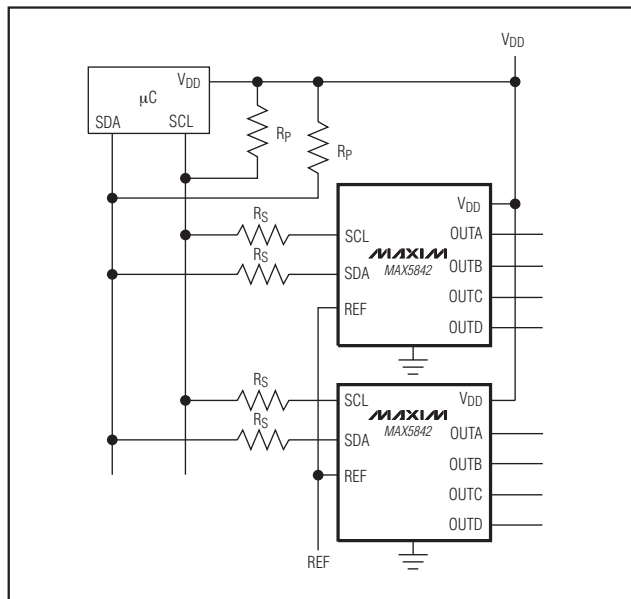 VDD
VDD
μC
SDA
SCL
RP
RP
VDD
RS
SCL
OUTA
MAXIM
MAX5842
OUTB
RS
SDA
OUTC
REF
OUTD
RS
SCL
VDD
MAXIM
MAX5842
OUTA
RS
SDA
OUTB
REF
OUTC
OUTD
REF